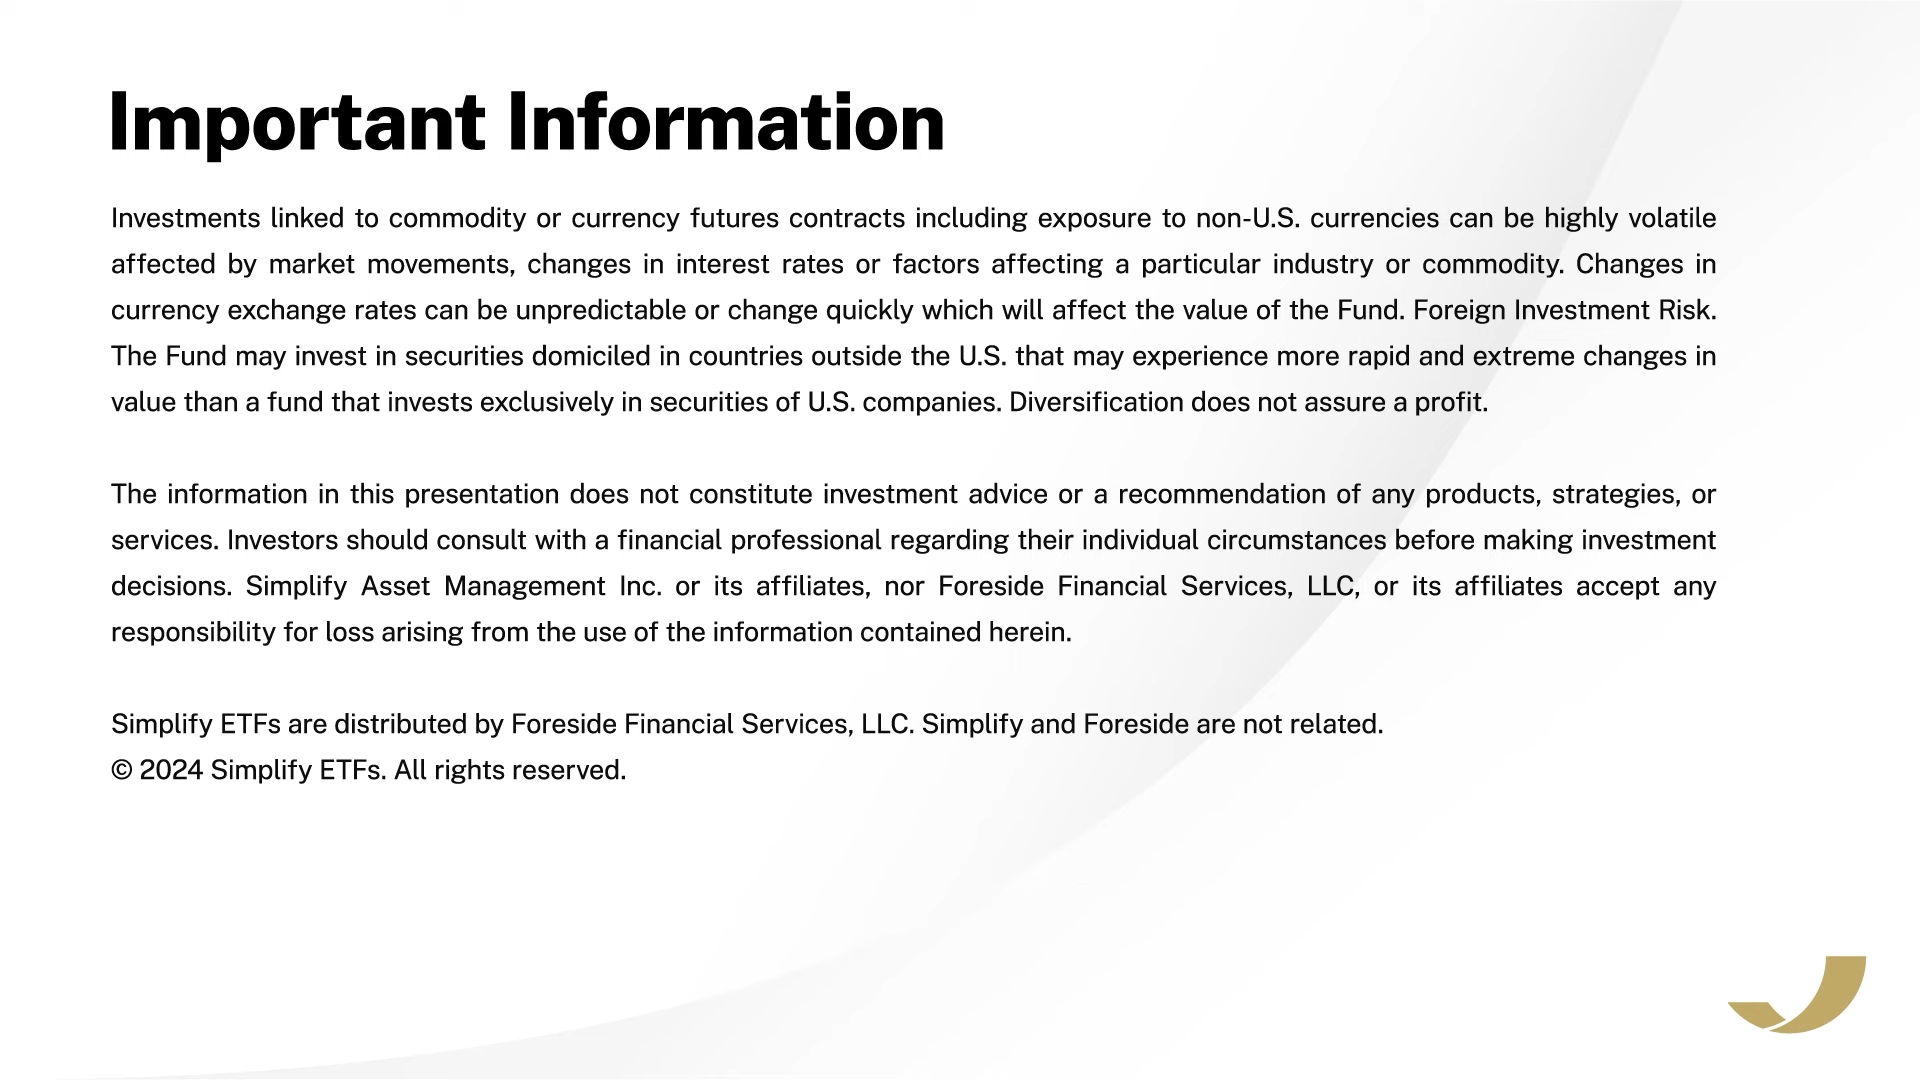 Important Information
Investments linked to commodity or currency futures contracts including exposure to non-U.S. currencies can be highly volatile
affected by market movements, changes in interest rates or factors affecting a particular industry or commodity. Changes in
currency exchange rates can be unpredictable or change quickly which will affect the value of the Fund. Foreign Investment Risk.
The Fund may invest in securities domiciled in countries outside the U.S. that may experience more rapid and extreme changes in
value than a fund that invests exclusively in securities of U.S. companies. Diversification does not assure a profit.
The information in this presentation does not constitute investment advice or a recommendation of any products, strategies, or
services. Investors should consult with a financial professional regarding their individual circumstances before making investment
decisions. Simplify Asset Management Inc. or its affiliates, nor Foreside Financial Services, LLC, or its affiliates accept any
responsibility for loss arising from the use of the information contained herein.
Simplify ETFs are distributed by Foreside Financial Services, LLC. Simplify and Foreside are not related.
© 2024 Simplify ETFs. All rights reserved.